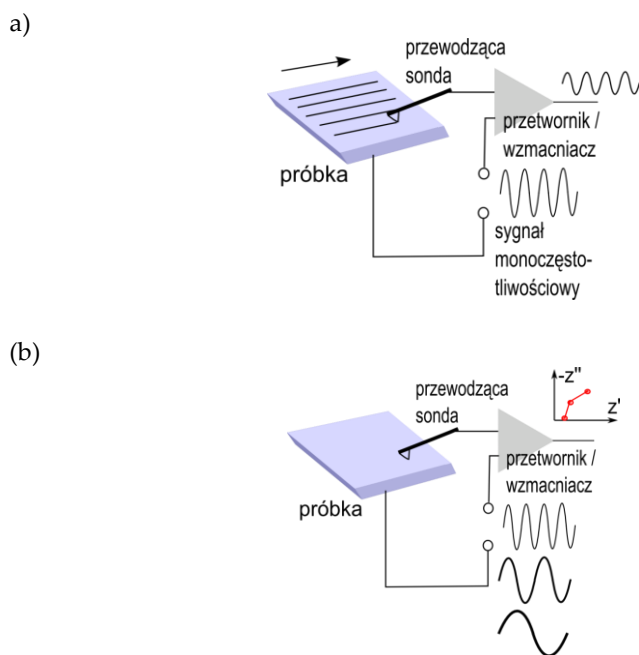 a)
przewodząca
sonda
przetwornik /
wzmacniacz
próbka
sygnał
monoczęsto-
tliwościowy
(b)
-z"
z'
przewodząca
sonda
przetwornik /
wzmacniacz
próbka